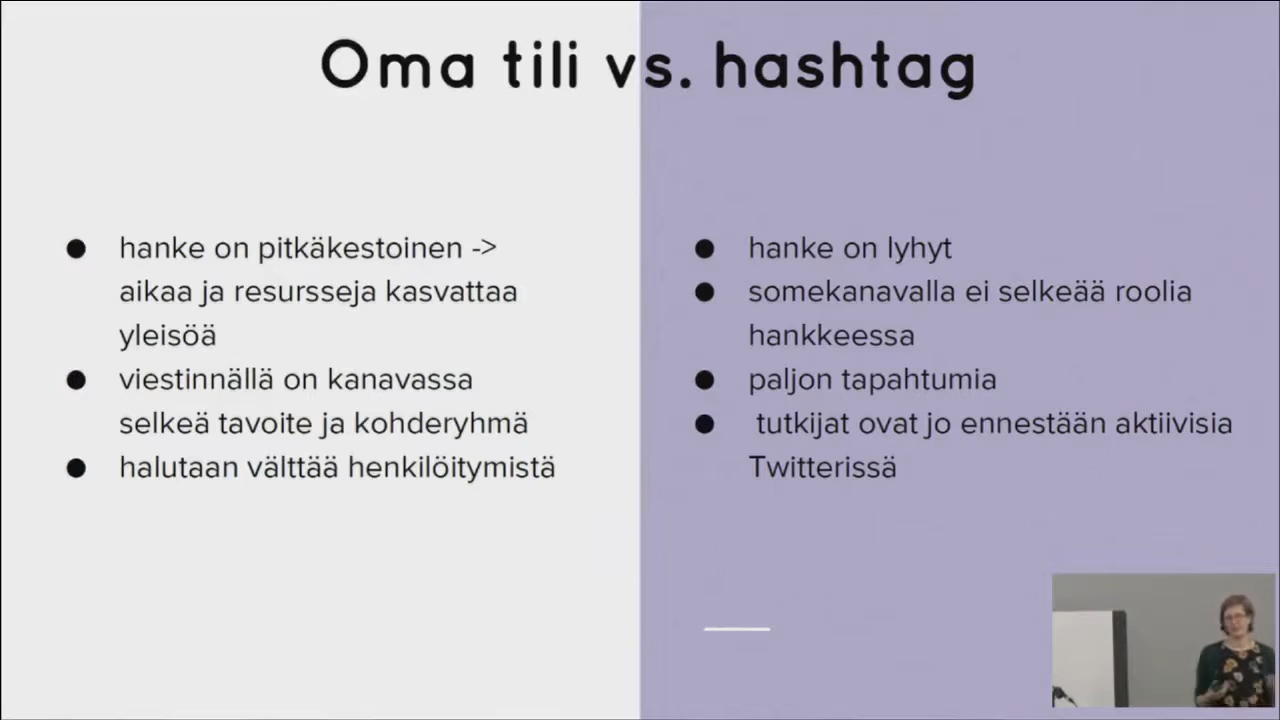 Oma tili vs. hashtag
hanke on pitkäkestoinen ->
aikaa ja resursseja kasvattaa
yleisöä
viestinnällä on kanavassa
selkeä tavoite ja kohderyhmä
halutaan välttää henkilöitymistä
hanke on lyhyt
somekanavalla ei selkeää roolia
hankkeessa
paljon tapahtumia
tutkijat ovat jo ennestään aktiivisia
Twitterissä